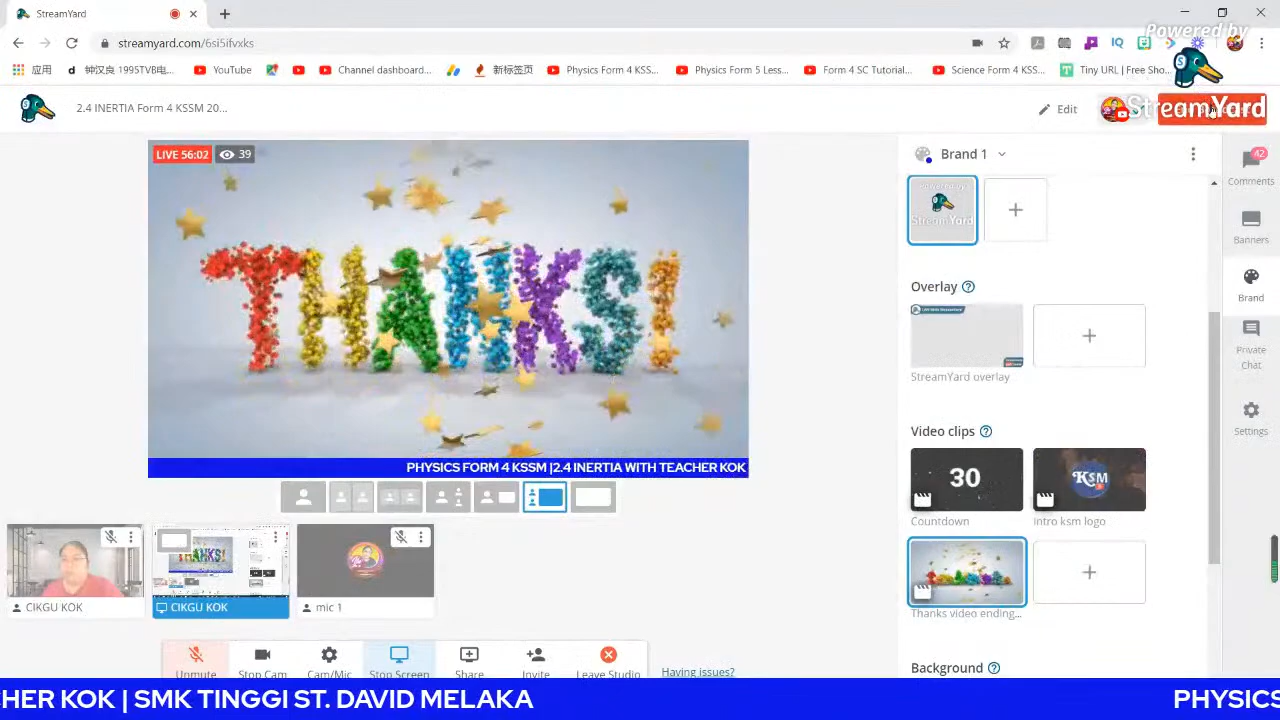 StreamYard
streamyard.com/6si5ifvxks
Powered by
应用
钟汉良 1995TVB电...
YouTube
Channel dashboard...
新标签页
Physics Form 4 KSS...
Physics Form 5 Less...
Form 4 SC Tutorial...
Science Form 4 KSS...
Tiny URL | Free Sho...
2.4 INERTIA Form 4 KSSM 20...
Edit
StreamYard
LIVE 56:02
39
Brand 1
42
Comments
Powered by
StreamYard
THANKS!
Banners
Overlay
Brand
StreamYard overlay
Private
Chat
Video clips
Settings
PHYSICS FORM 4 KSSM |2.4 INERTIA WITH TEACHER KOK
30
KSM
Countdown
Intro ksm logo
THANKS!
CIKGU KOK
CIKGU KOK
mic 1
Thanks video ending...
Unmute
Stop Cam
Cam/Mic
Stop Screen
Share
Invite
Leave Studio
Having issues?
Background
CHER KOK | SMK TINGGI ST. DAVID MELAKA
PHYSICS